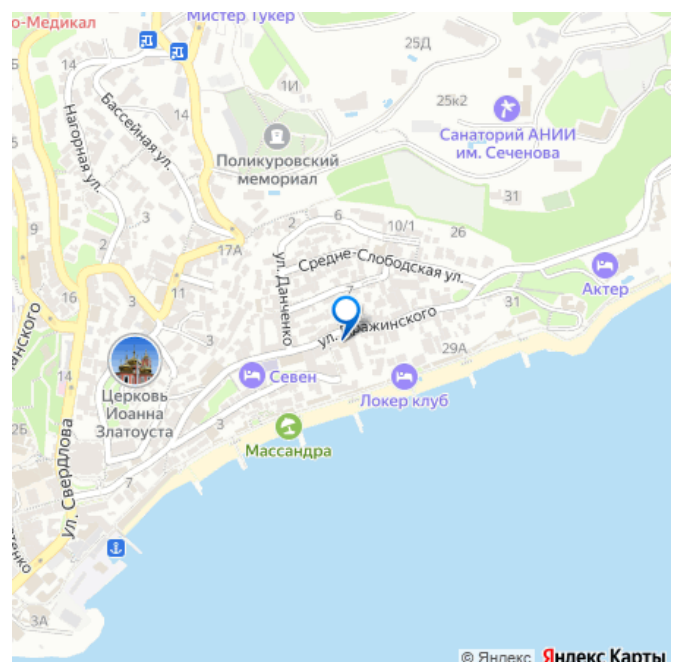 о-Медикал
Мистер Тукер
14
25Д
Нагорная ул.
Бассейная ул.
14
1И
25к2
Санаторий АНИИ
им. Сеченова
Поликуровский
мемориал
3
31
9
2
3
2
6
10/1
26
17А
Средне-Слободская ул.
16
11
ул. Данченко
7
Актер
31
ул.
ажинского
29А
14
Церковь
Иоанна
Златоуста
Севен
Локер клуб
2Б
3
Массандра
ул. Свердлова
7
3А
© Яндекс Яндекс Карты